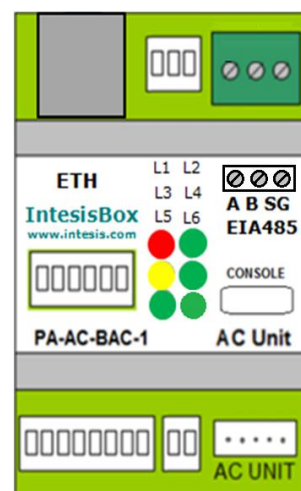 ETH
L1 L2
L3 L4
L5 L6
IntesisBox
www.intesis.com
A B SG
EIA485
CONSOLE
PA-AC-BAC-1
AC Unit
AC UNIT